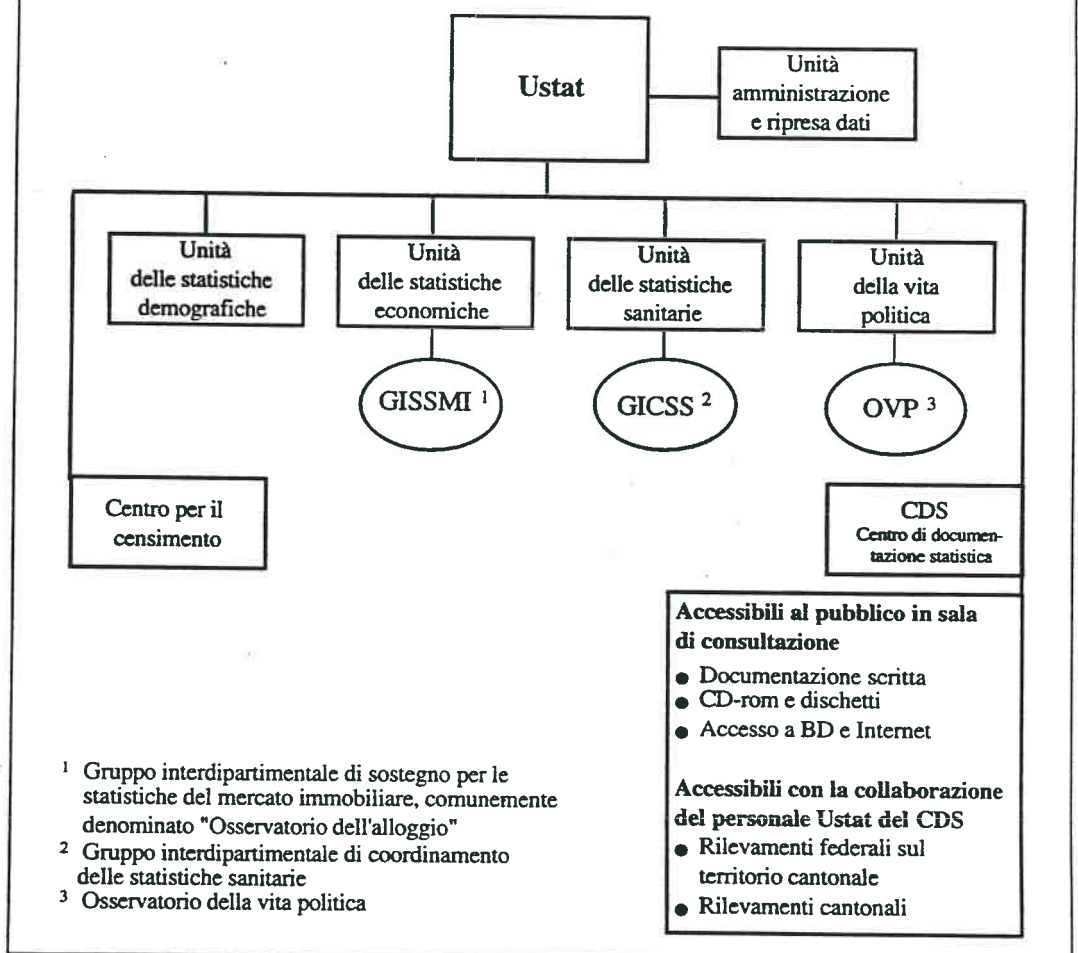 Ustat
Unità
amministrazione
e ripresa dati
Unità
delle statistiche
demografiche
Unità
delle statistiche
economiche
Unità
delle statistiche
sanitarie
Unità
della vita
politica
GISSMI ¹
GICSS ²
OVP ³
Centro per il
censimento
CDS
Centro di documen-
tazione statistica
Accessibili al pubblico in sala
di consultazione
● Documentazione scritta
● CD-rom e dischetti
● Accesso a BD e Internet
Accessibili con la collaborazione
del personale Ustat del CDS
● Rilevamenti federali sul
territorio cantonale
● Rilevamenti cantonali
¹ Gruppo interdipartimentale di sostegno per le
statistiche del mercato immobiliare, comunemente
denominato "Osservatorio dell'alloggio"
² Gruppo interdipartimentale di coordinamento
delle statistiche sanitarie
³ Osservatorio della vita politica